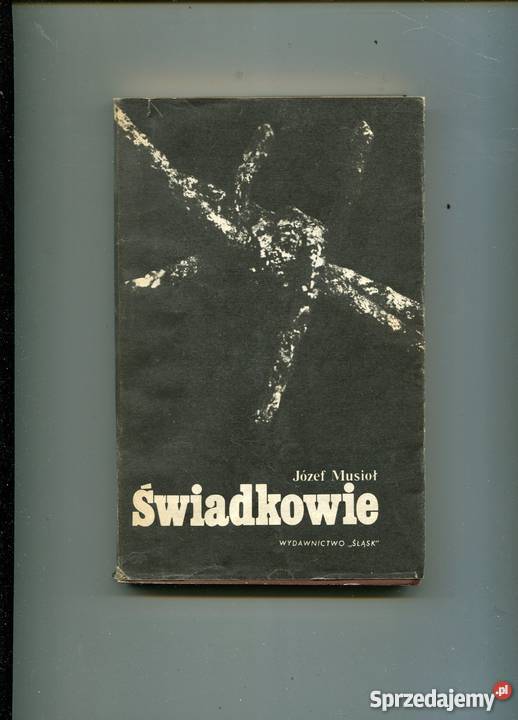 Józef Musioł
Świadkowie
WYDAWNICTWO „ŚLĄSK"
Sprzedajemy.pl